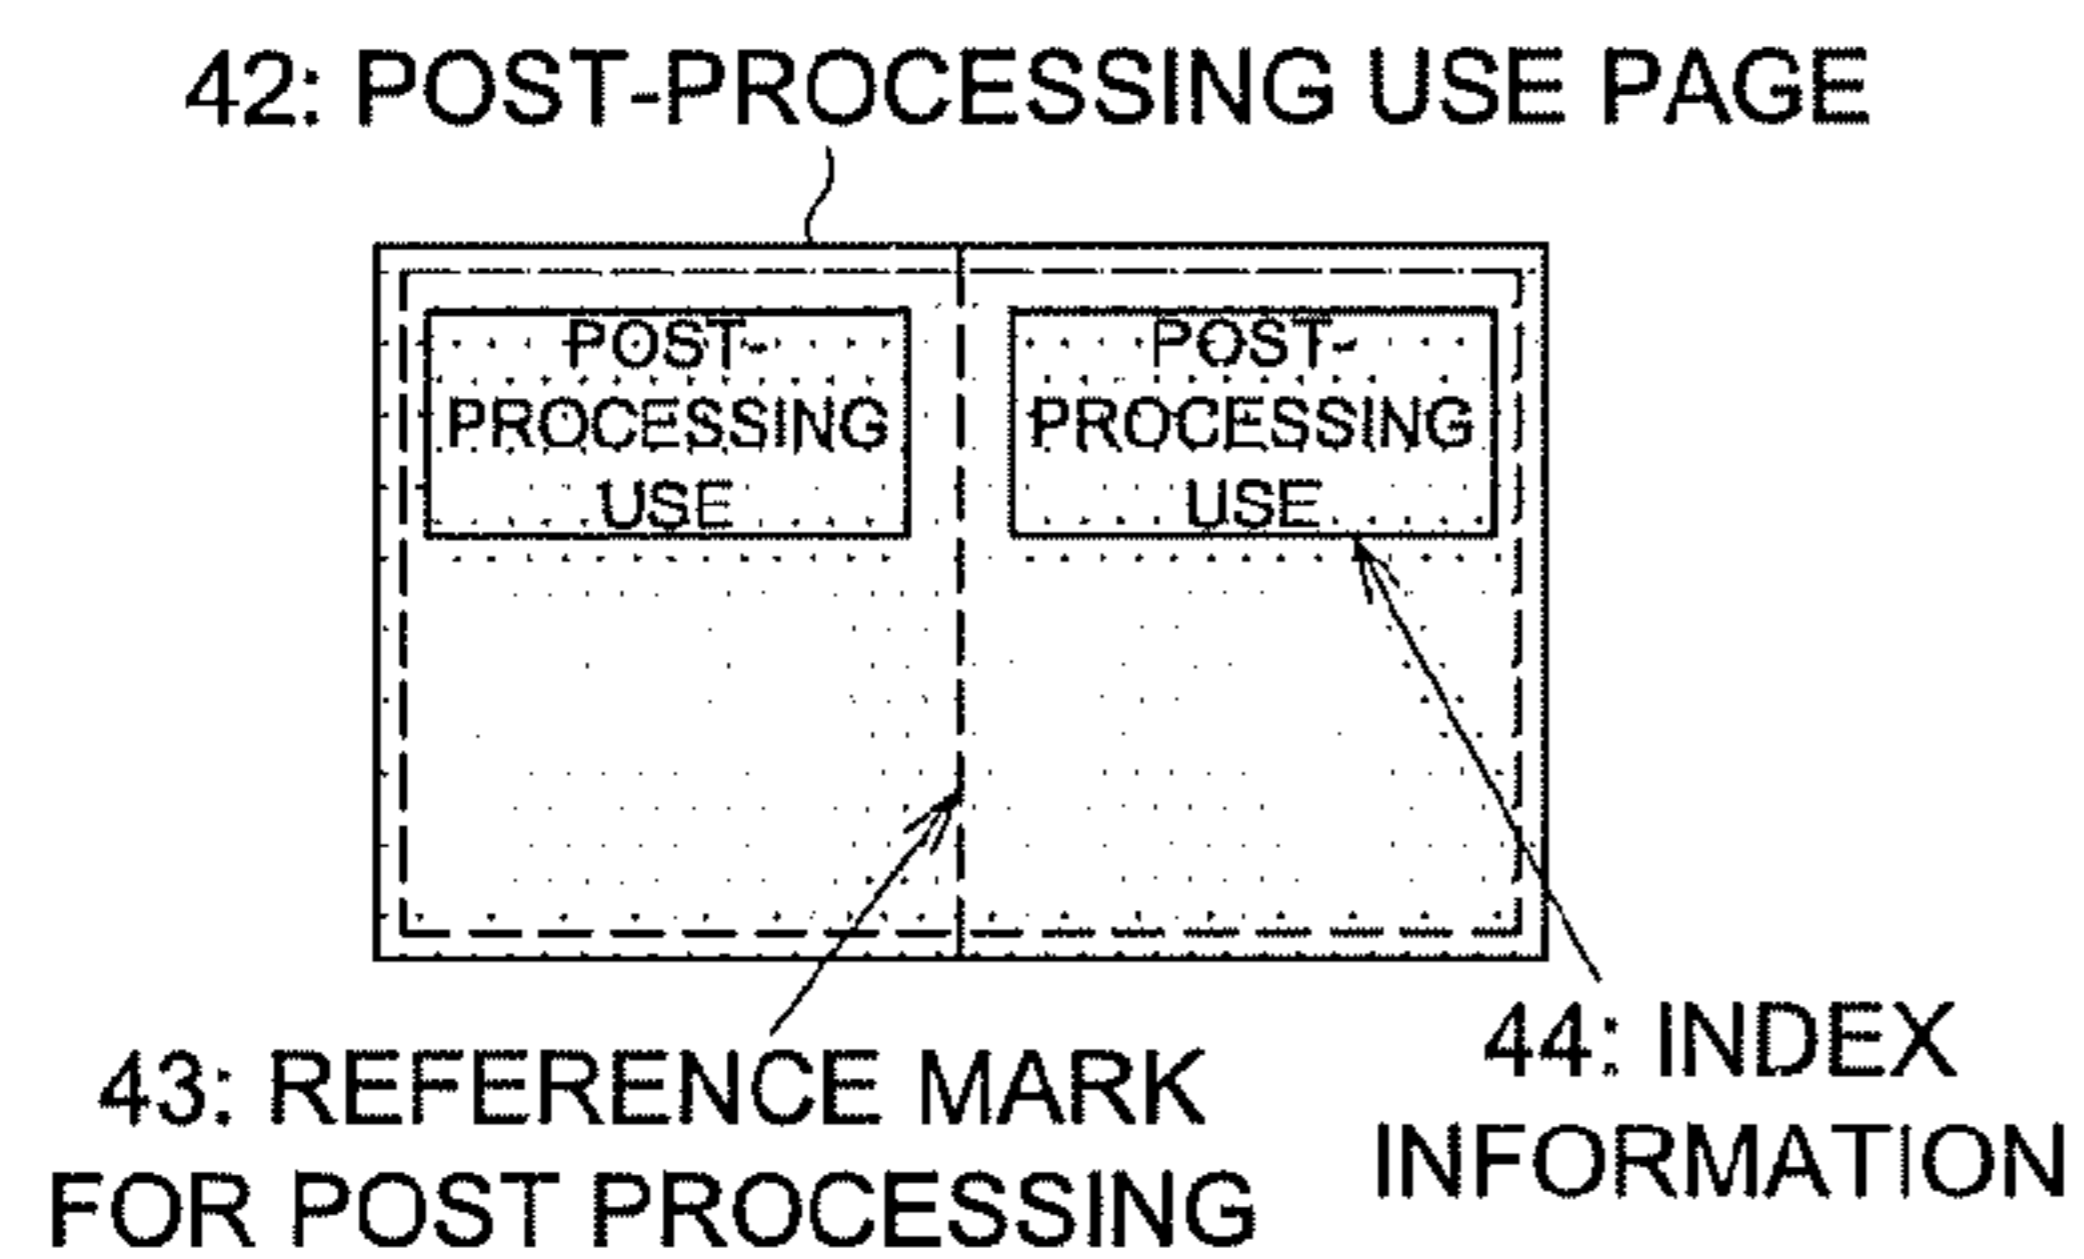 42: POST-PROCESSING USE PAGE
POST-
PROCESSING
USE
POST-
PROCESSING
USE
43: REFERENCE MARK
FOR POST PROCESSING
44: INDEX
INFORMATION